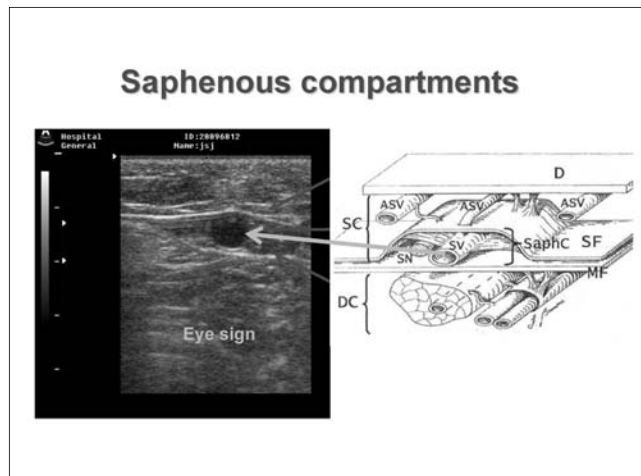 Saphenous compartments
Hospital
General
ID:20096812
Name:jsj
Eye sign
D
ASV
ASV
ASV
SC
SaphC
SF
SV
SN
MF
DC